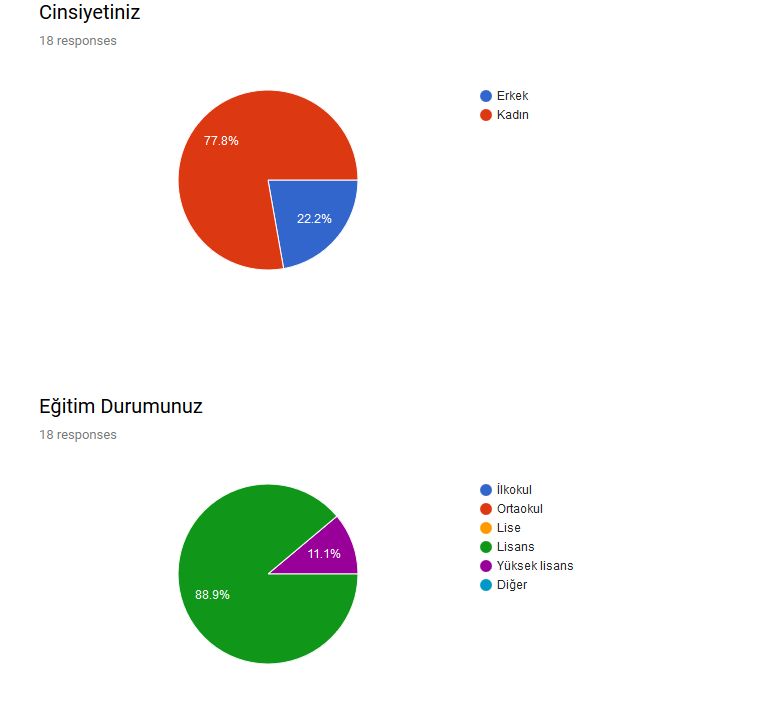 Cinsiyetiniz
18 responses
Erkek
Kadın
77.8%
22.2%
Eğitim Durumunuz
18 responses
İlkokul
Ortaokul
Lise
Lisans
Yüksek lisans
Diğer
11.1%
88.9%